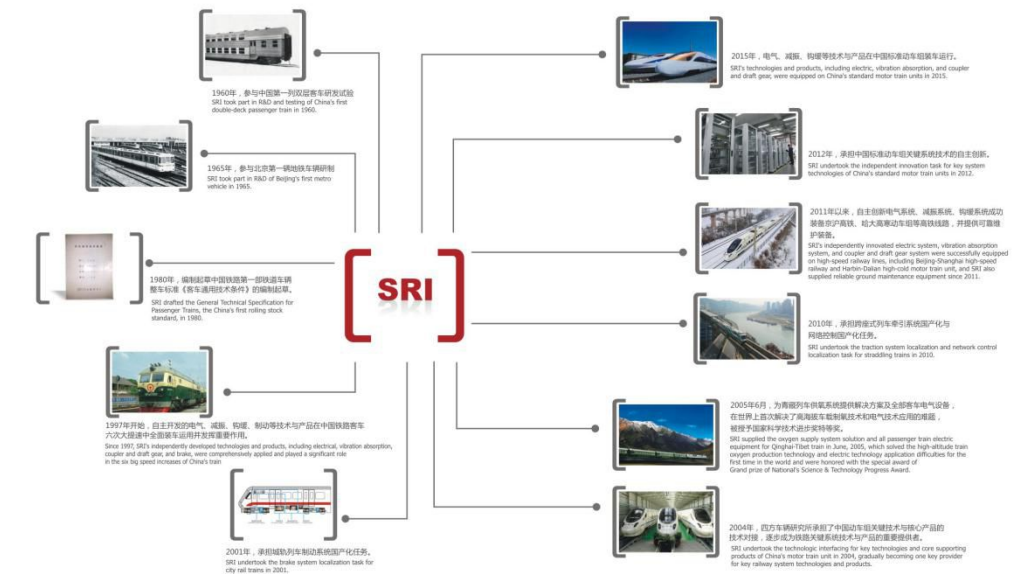 1960年，参与中国第一列双层客车研发试验
SRI took part in R&D and testing of China's first
double-deck passenger train in 1960.
1965年，参与北京第一辆地铁车辆研制
SRI took part in R&D of Beijing's first metro
vehicle in 1965.
1980年，编制起草中国铁路第一部铁道车辆
整车标准《客车通用技术条件》的编制起草。
SRI drafted the General Technical Specification for
Passenger Trains, the China's first rolling stock
standard, in 1980.
1997年开始，自主开发的电气、减振、钩缓、制动等技术与产品在中国铁路客车
六次大提速中全面装车运用并发挥重要作用。
Since 1997, SRI's independently developed technologies and products, including electrical, vibration absorption,
coupler and draft gear, and brake, were comprehensively applied and played a significant role
in the six big speed increases of China's train
2001年，承担城轨列车制动系统国产化任务。
SRI undertook the brake system localization task for
city rail trains in 2001.
SRI
2015年，电气、减振、钩缓等技术与产品在中国标准动车组装车运行。
SRI's technologies and products, including electric, vibration absorption, and coupler
and draft gear, were equipped on China's standard motor train units in 2015.
2012年，承担中国标准动车组关键系统技术的自主创新。
SRI undertook the independent innovation task for key system
technologies of China's standard motor train units in 2012.
2011年以来，自主创新电气系统、减振系统、钩缓系统成功
装备京沪高铁、哈大高寒动车组等高铁线路，并提供可靠维
护装备。
SRI's independently innovated electric system, vibration absorption
system, and coupler and draft gear system were successfully equipped
on high-speed railway lines, including Beijing-Shanghai high-speed
railway and Harbin-Dalian high-cold motor train unit, and SRI also
supplied reliable ground maintenance equipment since 2011.
2010年，承担跨座式列车牵引系统国产化与
网络控制国产化任务。
SRI undertook the traction system localization and network control
localization task for straddling trains in 2010.
2005年6月，为青藏列车供氧系统提供解决方案及全部客车电气设备，
在世界上首次解决了高海拔车载制氧技术和电气技术应用的难题，
被授予国家科学技术进步奖特等奖。
SRI supplied the oxygen supply system solution and all passenger train electric
equipment for Qinghai-Tibet train in June, 2005, which solved the high-altitude train
oxygen production technology and electric technology application difficulties for the
first time in the world and were honored with the special award of
Grand prize of National's Science & Technology Progress Award.
2004年，四方车辆研究所承担了中国动车组关键技术与核心产品的
技术对接，逐步成为铁路关键系统技术与产品的重要提供者。
SRI undertook the technologic interfacing for key technologies and core supporting
products of China's motor train unit in 2004, gradually becoming one key provider
for key railway system technologies and products.